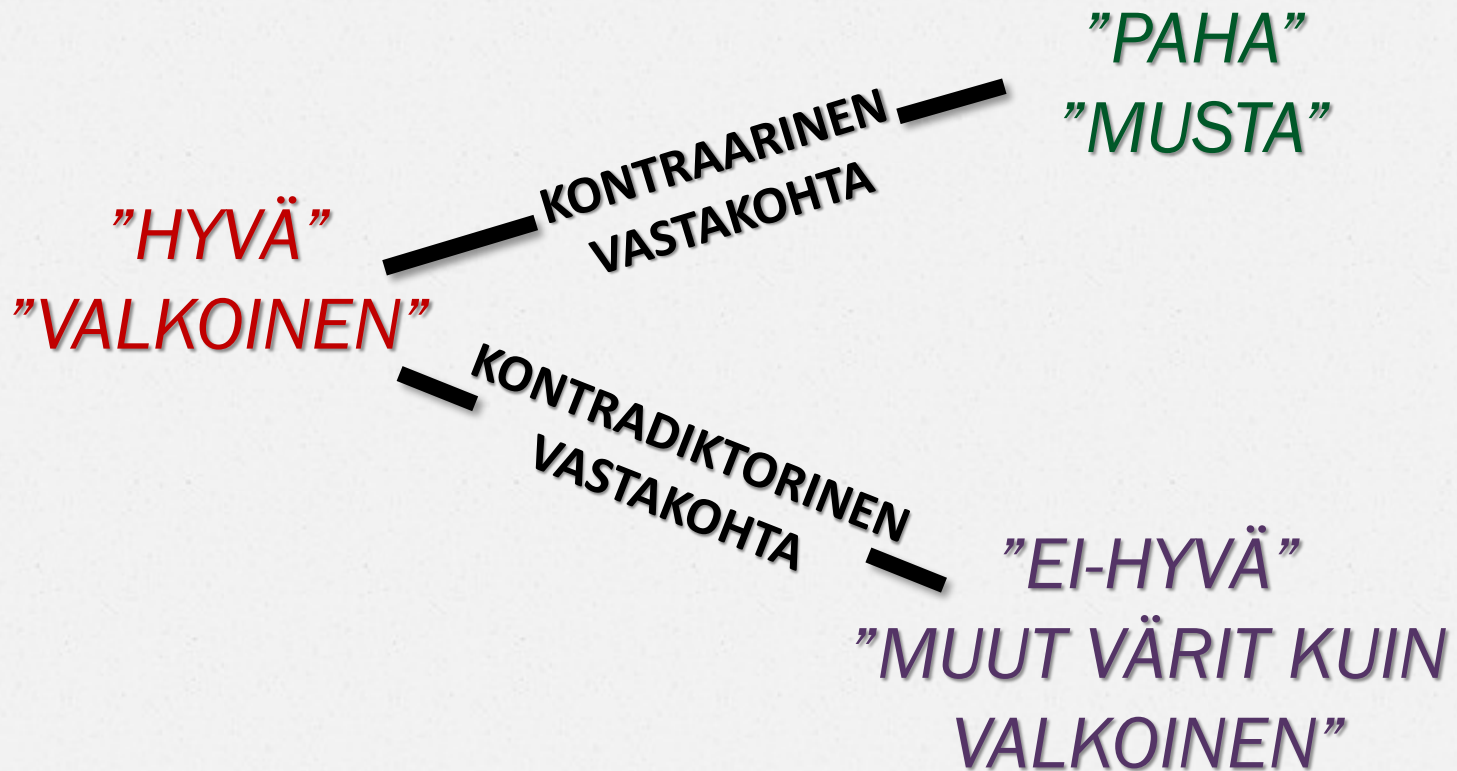 ”HYVÄ”
”VALKOINEN”
KONTRAARINEN
VASTAKOHTA
”PAHA”
”MUSTA”
KONTRADIKTORINEN
VASTAKOHTA
”EI-HYVÄ”
”MUUT VÄRIT KUIN
VALKOINEN”